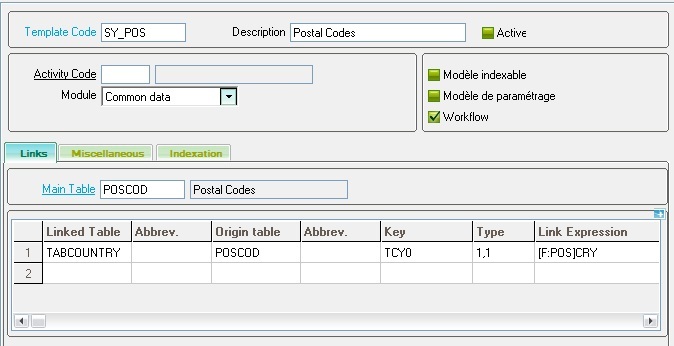 Template Code SY_POS Description Postal Codes Active
Activity Code
Module Common data
Modèle indexable
Modèle de paramétrage
Workflow
Links Miscellaneous Indexation
Main Table POSCOD Postal Codes
Linked Table Abbrev. Origin table Abbrev. Key Type Link Expression
1 TABCOUNTRY POSCOD TCY0 1,1 [F:POS]CRY
2